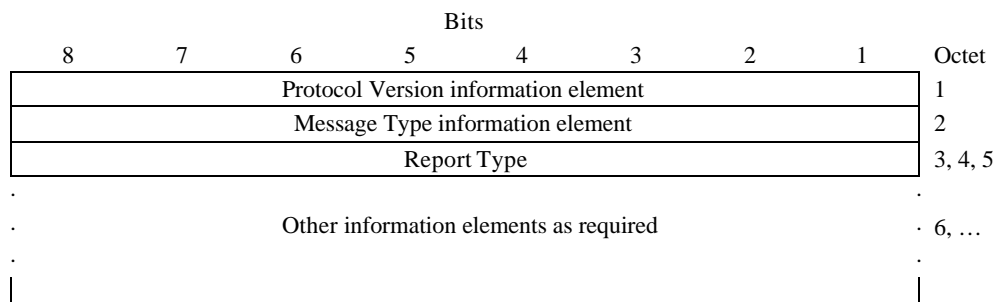 Bits
8 7 6 5 4 3 2 1 Octet
Protocol Version information element 1
Message Type information element 2
Report Type 3, 4, 5
. .
. Other information elements as required . 6, …
. .